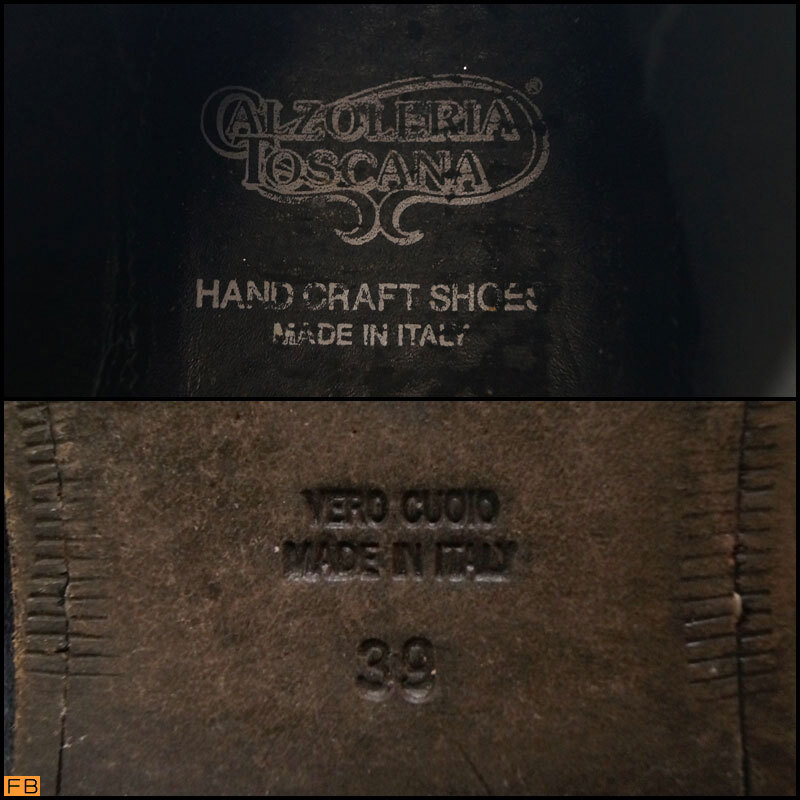 CALZOLERIA®
TOSCANA
HAND CRAFT SHOES
MADE IN ITALY
VERO CUOIO
MADE IN ITALY
39
FB